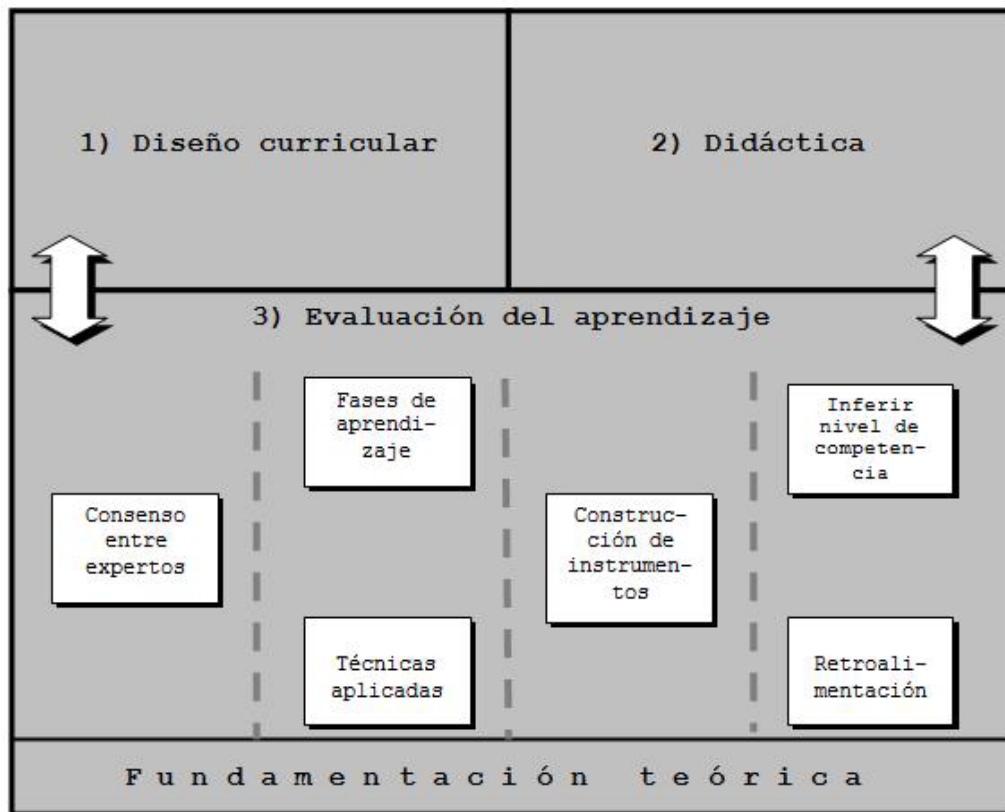 1) Diseño curricular
2) Didáctica
3) Evaluación del aprendizaje
Consenso
entre
expertos
Fases de
aprendi-
zaje
Técnicas
aplicadas
Construc-
ción de
instrumen-
tos
Inferir
nivel de
competen-
cia
Retroali-
mentación
Fundamentación teórica